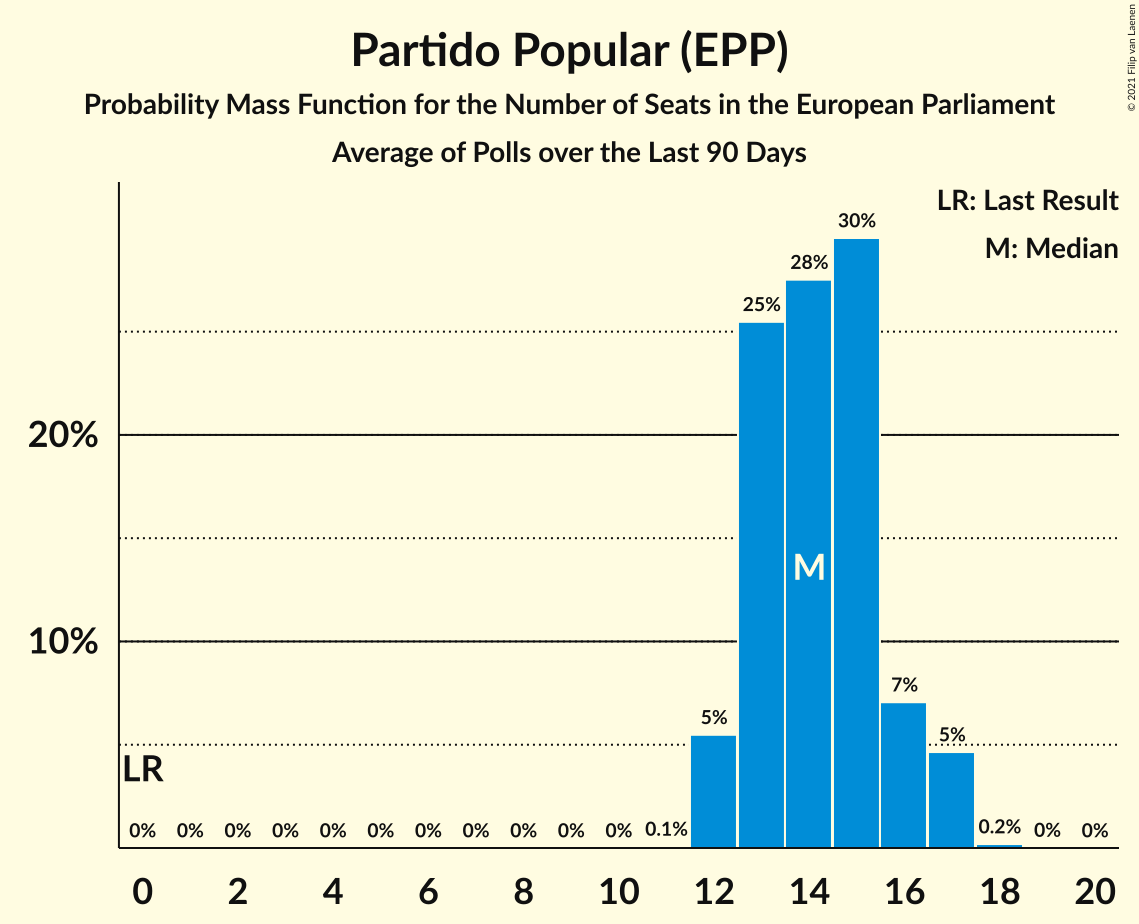 Partido Popular (EPP)
Probability Mass Function for the Number of Seats in the European Parliament
Average of Polls over the Last 90 Days
© 2021 Filip van Laenen
LR: Last Result
M: Median
30%
28%
25%
20%
M
10%
7%
5%
5%
LR
0% 0% 0% 0% 0% 0% 0% 0% 0% 0% 0% 0.1% 0.2% 0% 0%
0 2 4 6 8 10 12 14 16 18 20